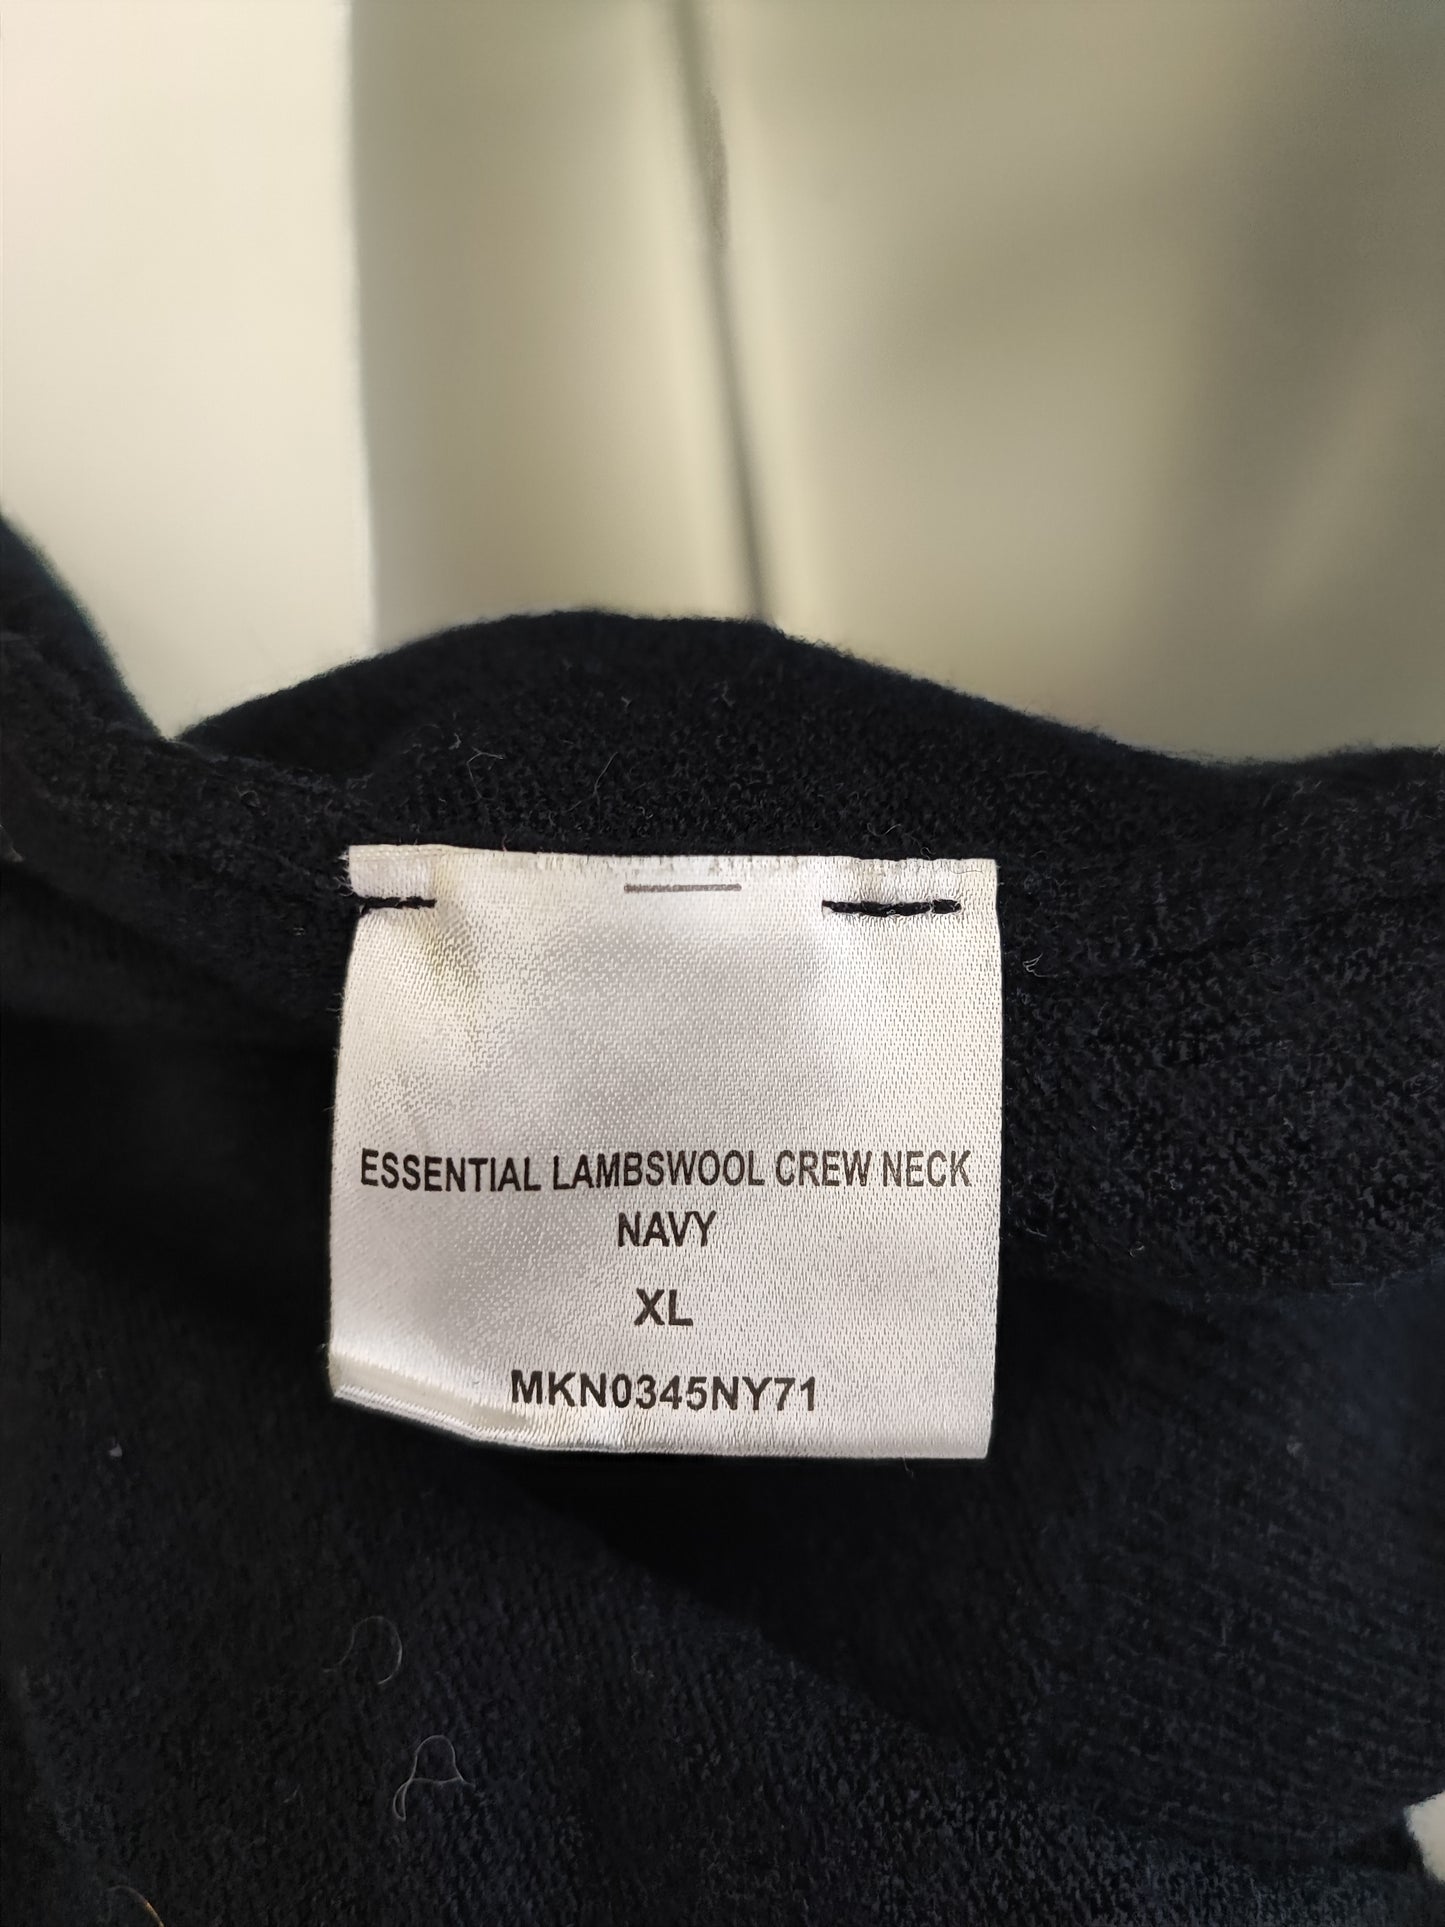 ESSENTIAL LAMBSWOOL CREW NECK
NAVY
XL
MKN0345NY71